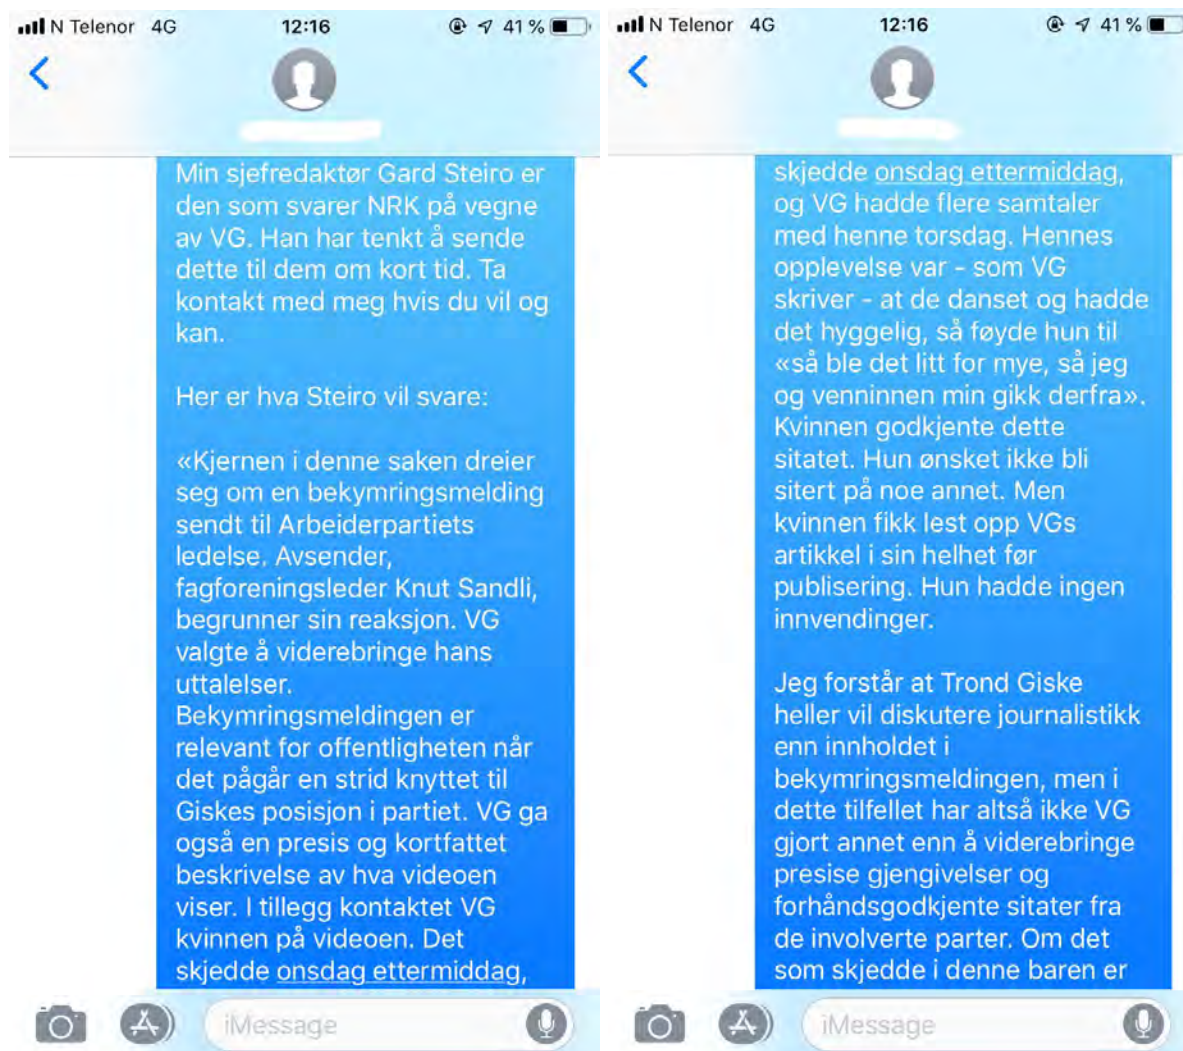 N Telenor 4G 12:16 41 %
Min sjefredaktør Gard Steiro er
den som svarer NRK på vegne
av VG. Han har tenkt å sende
dette til dem om kort tid. Ta
kontakt med meg hvis du vil og
kan.
Her er hva Steiro vil svare:
«Kjernen i denne saken dreier
seg om en bekymringsmelding
sendt til Arbeiderpartiets
ledelse. Avsender,
fagforeningsleder Knut Sandli,
begrunner sin reaksjon. VG
valgte å viderebringe hans
uttalelser.
Bekymringsmeldingen er
relevant for offentligheten når
det pågår en strid knyttet til
Giskes posisjon i partiet. VG ga
også en presis og kortfattet
beskrivelse av hva videoen
viser. I tillegg kontaktet VG
kvinnen på videoen. Det
skjedde onsdag ettermiddag,
iMessage
N Telenor 4G 12:16 41 %
skjedde onsdag ettermiddag,
og VG hadde flere samtaler
med henne torsdag. Hennes
opplevelse var - som VG
skriver - at de danset og hadde
det hyggelig, så føyde hun til
«så ble det litt for mye, så jeg
og venninnen min gikk derfra».
Kvinnen godkjente dette
sitatet. Hun ønsket ikke bli
sitert på noe annet. Men
kvinnen fikk lest opp VGs
artikkel i sin helhet før
publisering. Hun hadde ingen
innvendinger.
Jeg forstår at Trond Giske
heller vil diskutere journalistikk
enn innholdet i
bekymringsmeldingen, men i
dette tilfellet har altså ikke VG
gjort annet enn å viderebringe
presise gjengivelser og
forhåndsgodkjente sitater fra
de involverte parter. Om det
som skjedde i denne baren er
iMessage